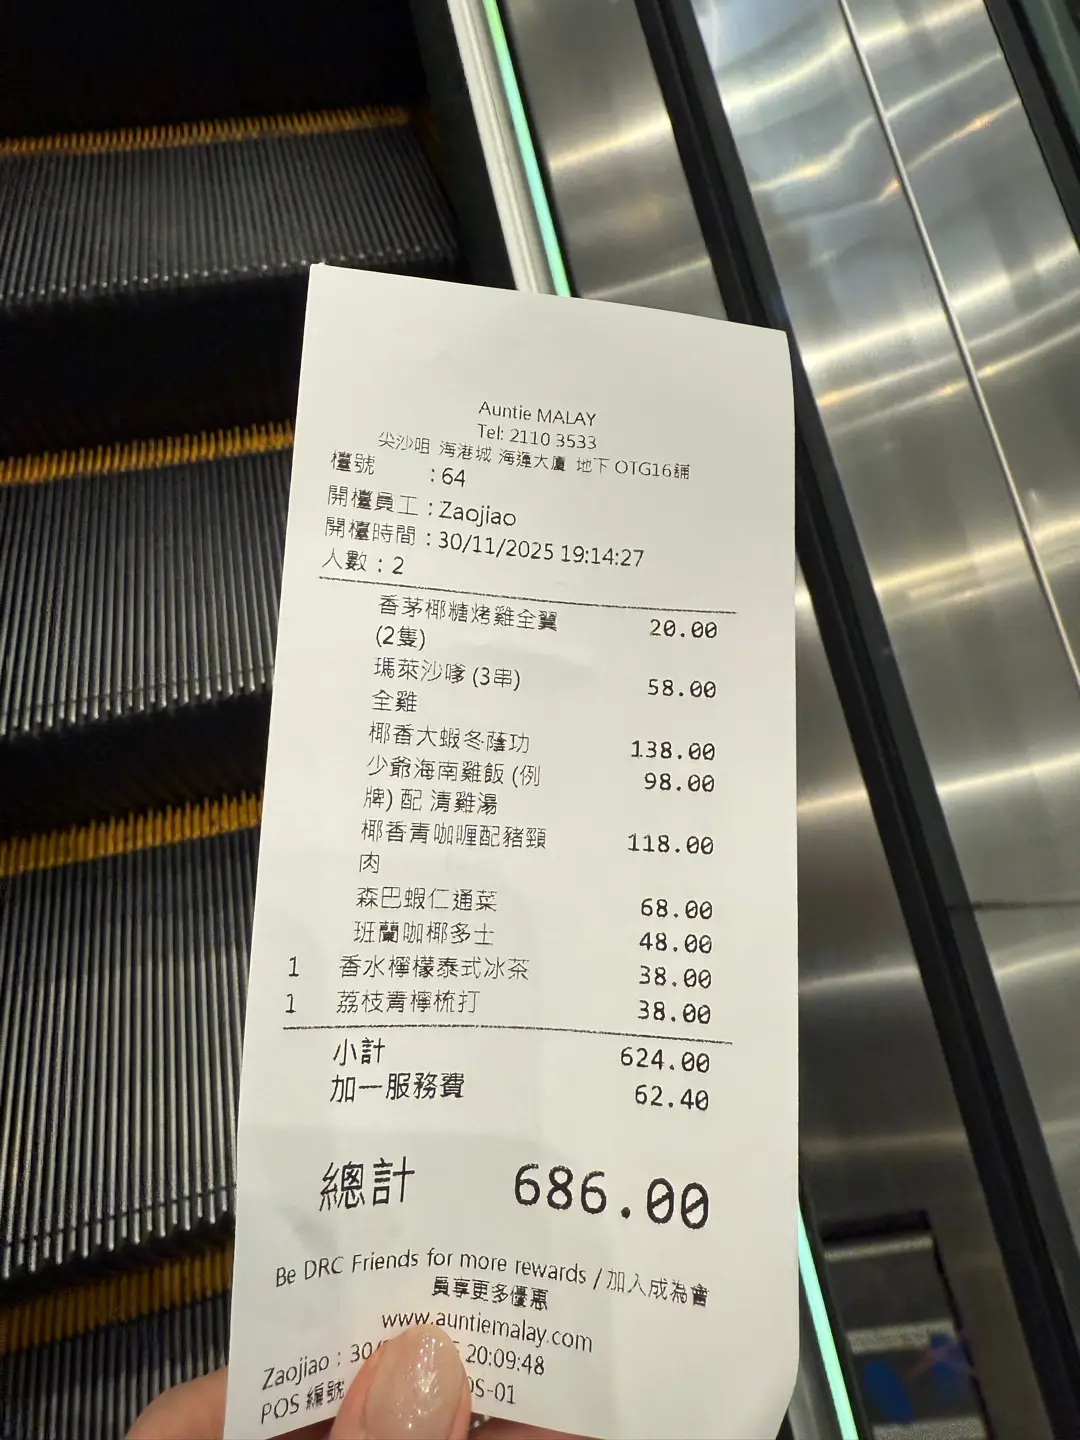 Auntie MALAY
Tel: 2110 3533
尖沙咀 海港城 海運大廈 地下 OTG16舖
檯號 : 64
開檯員工 : Zaojiao
開檯時間 : 30/11/2025 19:14:27
人數 : 2
香茅椰糖烤雞全翼 20.00
(2隻)
瑪萊沙嗲 (3串) 58.00
全雞
椰香大蝦冬蔭功 138.00
少爺海南雞飯 (例 98.00
牌) 配 清雞湯
椰香青咖喱配豬頸 118.00
肉
森巴蝦仁通菜 68.00
班蘭咖椰多士 48.00
1 香水檸檬泰式冰茶 38.00
1 荔枝青檸梳打 38.00
小計 624.00
加一服務費 62.40
總計 686.00
Be DRC Friends for more rewards / 加入成為會
員享更多優惠
www.auntiemalay.com
Zaojiao : 30/ 20:09:48
POS 編號 S-01